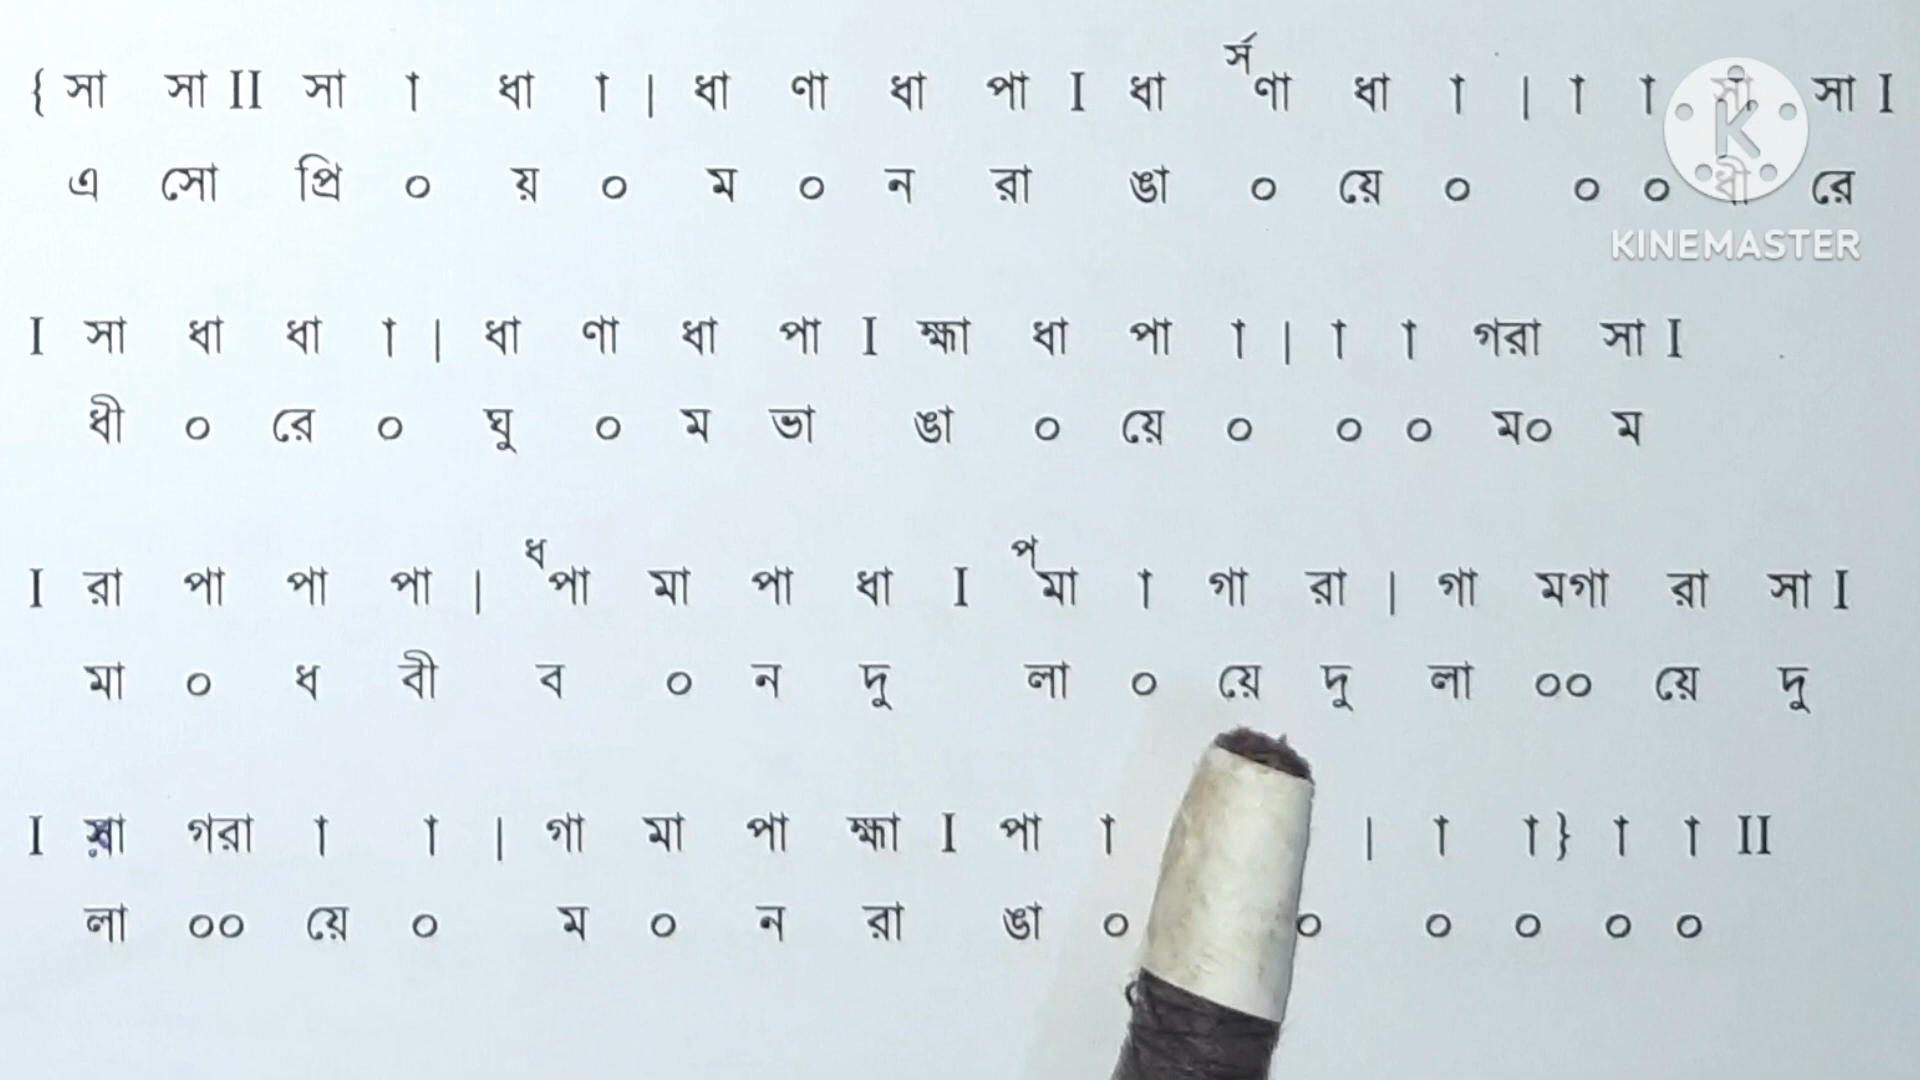 { সা সা II সা া ধা া | ধা ণা ধা পা I ধা র্সণা ধা া | া া সা সা I
এ সো প্রি ০ য় ০ ম ০ ন রা ঙা ০ য়ে ০ ০ ০ ধী রে
KINEMASTER
I সা ধা ধা া | ধা ণা ধা পা I হ্মা ধা পা া | া া গরা সা I
ধী ০ রে ০ ঘু ০ ম ভা ঙা ০ য়ে ০ ০ ০ ম০ ম
I রা পা পা পা | ধপা মা পা ধা I পমা া গা রা | গা মগা রা সা I
মা ০ ধ বী ব ০ ন দু লা ০ য়ে দু লা ০০ য়ে দু
I গরা া া | গা মা পা হ্মা I পা া | া া } া া II
লা ০০ য়ে ০ ম ০ ন রা ঙা ০ ০ ০ ০ ০ ০